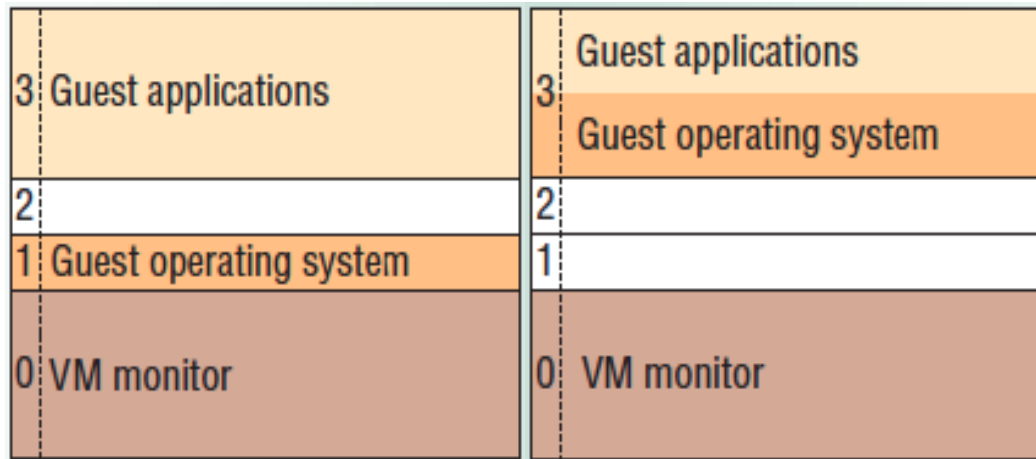 3 Guest applications
2
1 Guest operating system
0 VM monitor
3 Guest applications
Guest operating system
2
1
0 VM monitor